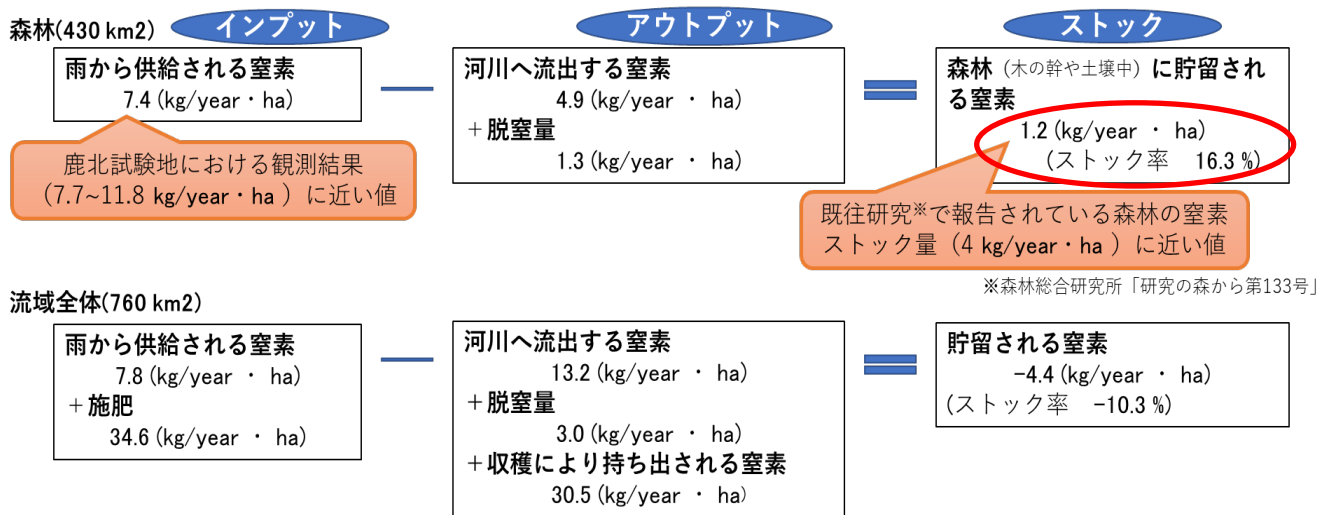 森林(430 km2)
インプット
アウトプット
ストック
雨から供給される窒素
7.4 (kg/year・ha)
河川へ流出する窒素
4.9 (kg/year ・ ha)
＋脱窒量
1.3 (kg/year ・ ha)
森林（木の幹や土壌中）に貯留され
る窒素
1.2 (kg/year ・ ha)
(ストック率 16.3 %)
鹿北試験地における観測結果
(7.7~11.8 kg/year・ha ）に近い値
既往研究※で報告されている森林の窒素
ストック量（4 kg/year・ha ）に近い値
※森林総合研究所「研究の森から第133号」
流域全体(760 km2)
雨から供給される窒素
7.8 (kg/year ・ ha)
＋施肥
34.6 (kg/year ・ ha)
河川へ流出する窒素
13.2 (kg/year ・ ha)
＋脱窒量
3.0 (kg/year ・ ha)
＋収穫により持ち出される窒素
30.5 (kg/year ・ ha)
貯留される窒素
-4.4 (kg/year ・ ha)
(ストック率 -10.3 %)